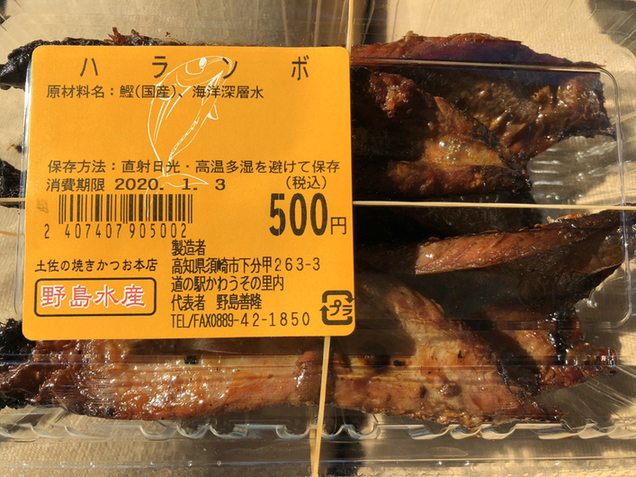 ハランボ
原材料名：鰹(国産)、海洋深層水
保存方法：直射日光・高温多湿を避けて保存
消費期限 2020. 1. 3
(税込)
500円
2 407407 905002
製造者
高知県須崎市下分甲263-3
道の駅かわうその里内
代表者 野島善隆
TEL/FAX0889-42-1850
土佐の焼きかつお本店
野島水産
プラ